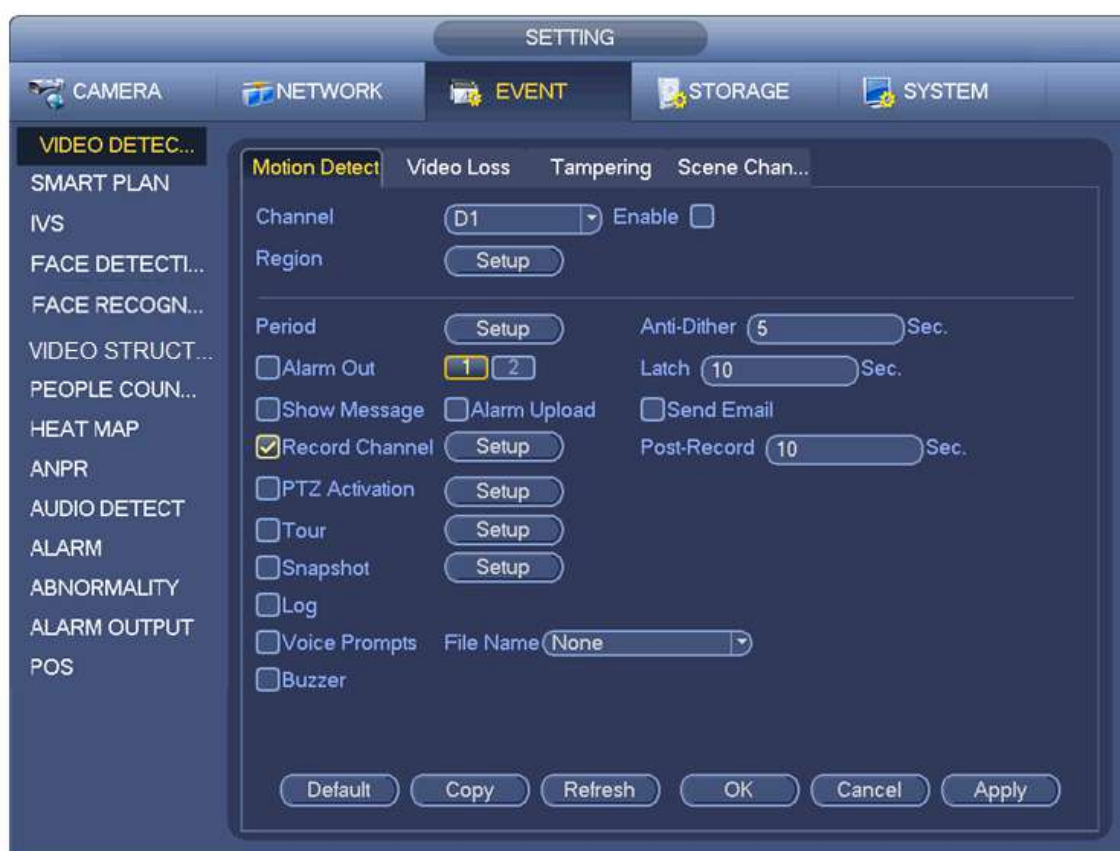 SETTING
CAMERA NETWORK EVENT STORAGE SYSTEM
VIDEO DETEC...
SMART PLAN
IVS
FACE DETECTI...
FACE RECOGN...
VIDEO STRUCT...
PEOPLE COUN...
HEAT MAP
ANPR
AUDIO DETECT
ALARM
ABNORMALITY
ALARM OUTPUT
POS
Motion Detect Video Loss Tampering Scene Chan...
Channel D1 Enable
Region Setup
Period Setup Anti-Dither 5 Sec.
Alarm Out 1 2 Latch 10 Sec.
Show Message Alarm Upload Send Email
Record Channel Setup Post-Record 10 Sec.
PTZ Activation Setup
Tour Setup
Snapshot Setup
Log
Voice Prompts File Name None
Buzzer
Default Copy Refresh OK Cancel Apply